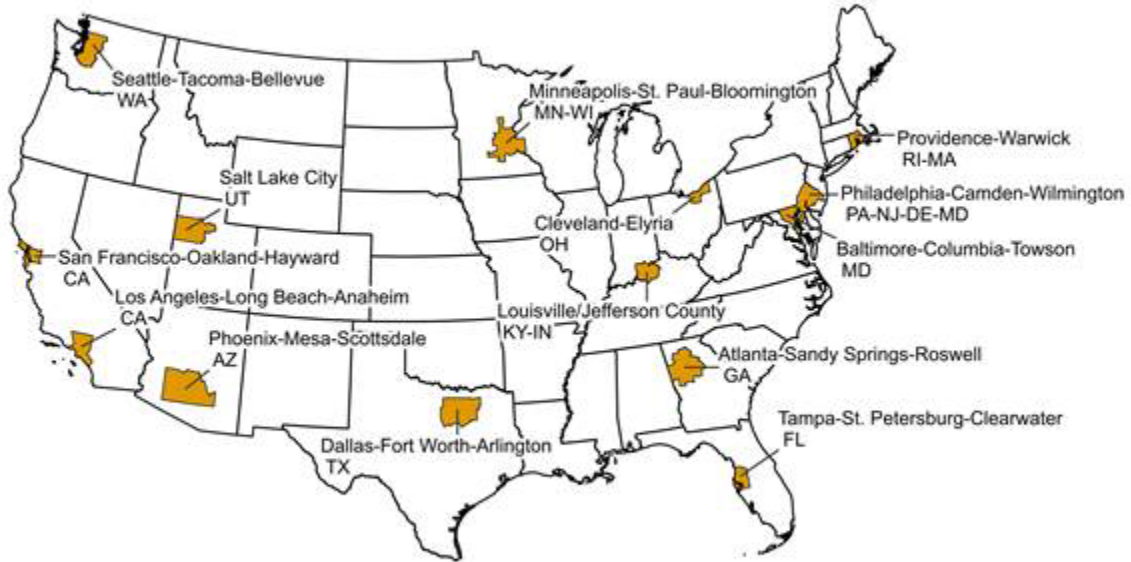 Seattle-Tacoma-Bellevue
WA
Minneapolis-St. Paul-Bloomington
MN-WI
Providence-Warwick
RI-MA
Salt Lake City
UT
Philadelphia-Camden-Wilmington
PA-NJ-DE-MD
Cleveland-Elyria
OH
Baltimore-Columbia-Towson
MD
San Francisco-Oakland-Hayward
CA
Los Angeles-Long Beach-Anaheim
CA
Louisville/Jefferson County
KY-IN
Phoenix-Mesa-Scottsdale
AZ
Atlanta-Sandy Springs-Roswell
GA
Tampa-St. Petersburg-Clearwater
FL
Dallas-Fort Worth-Arlington
TX